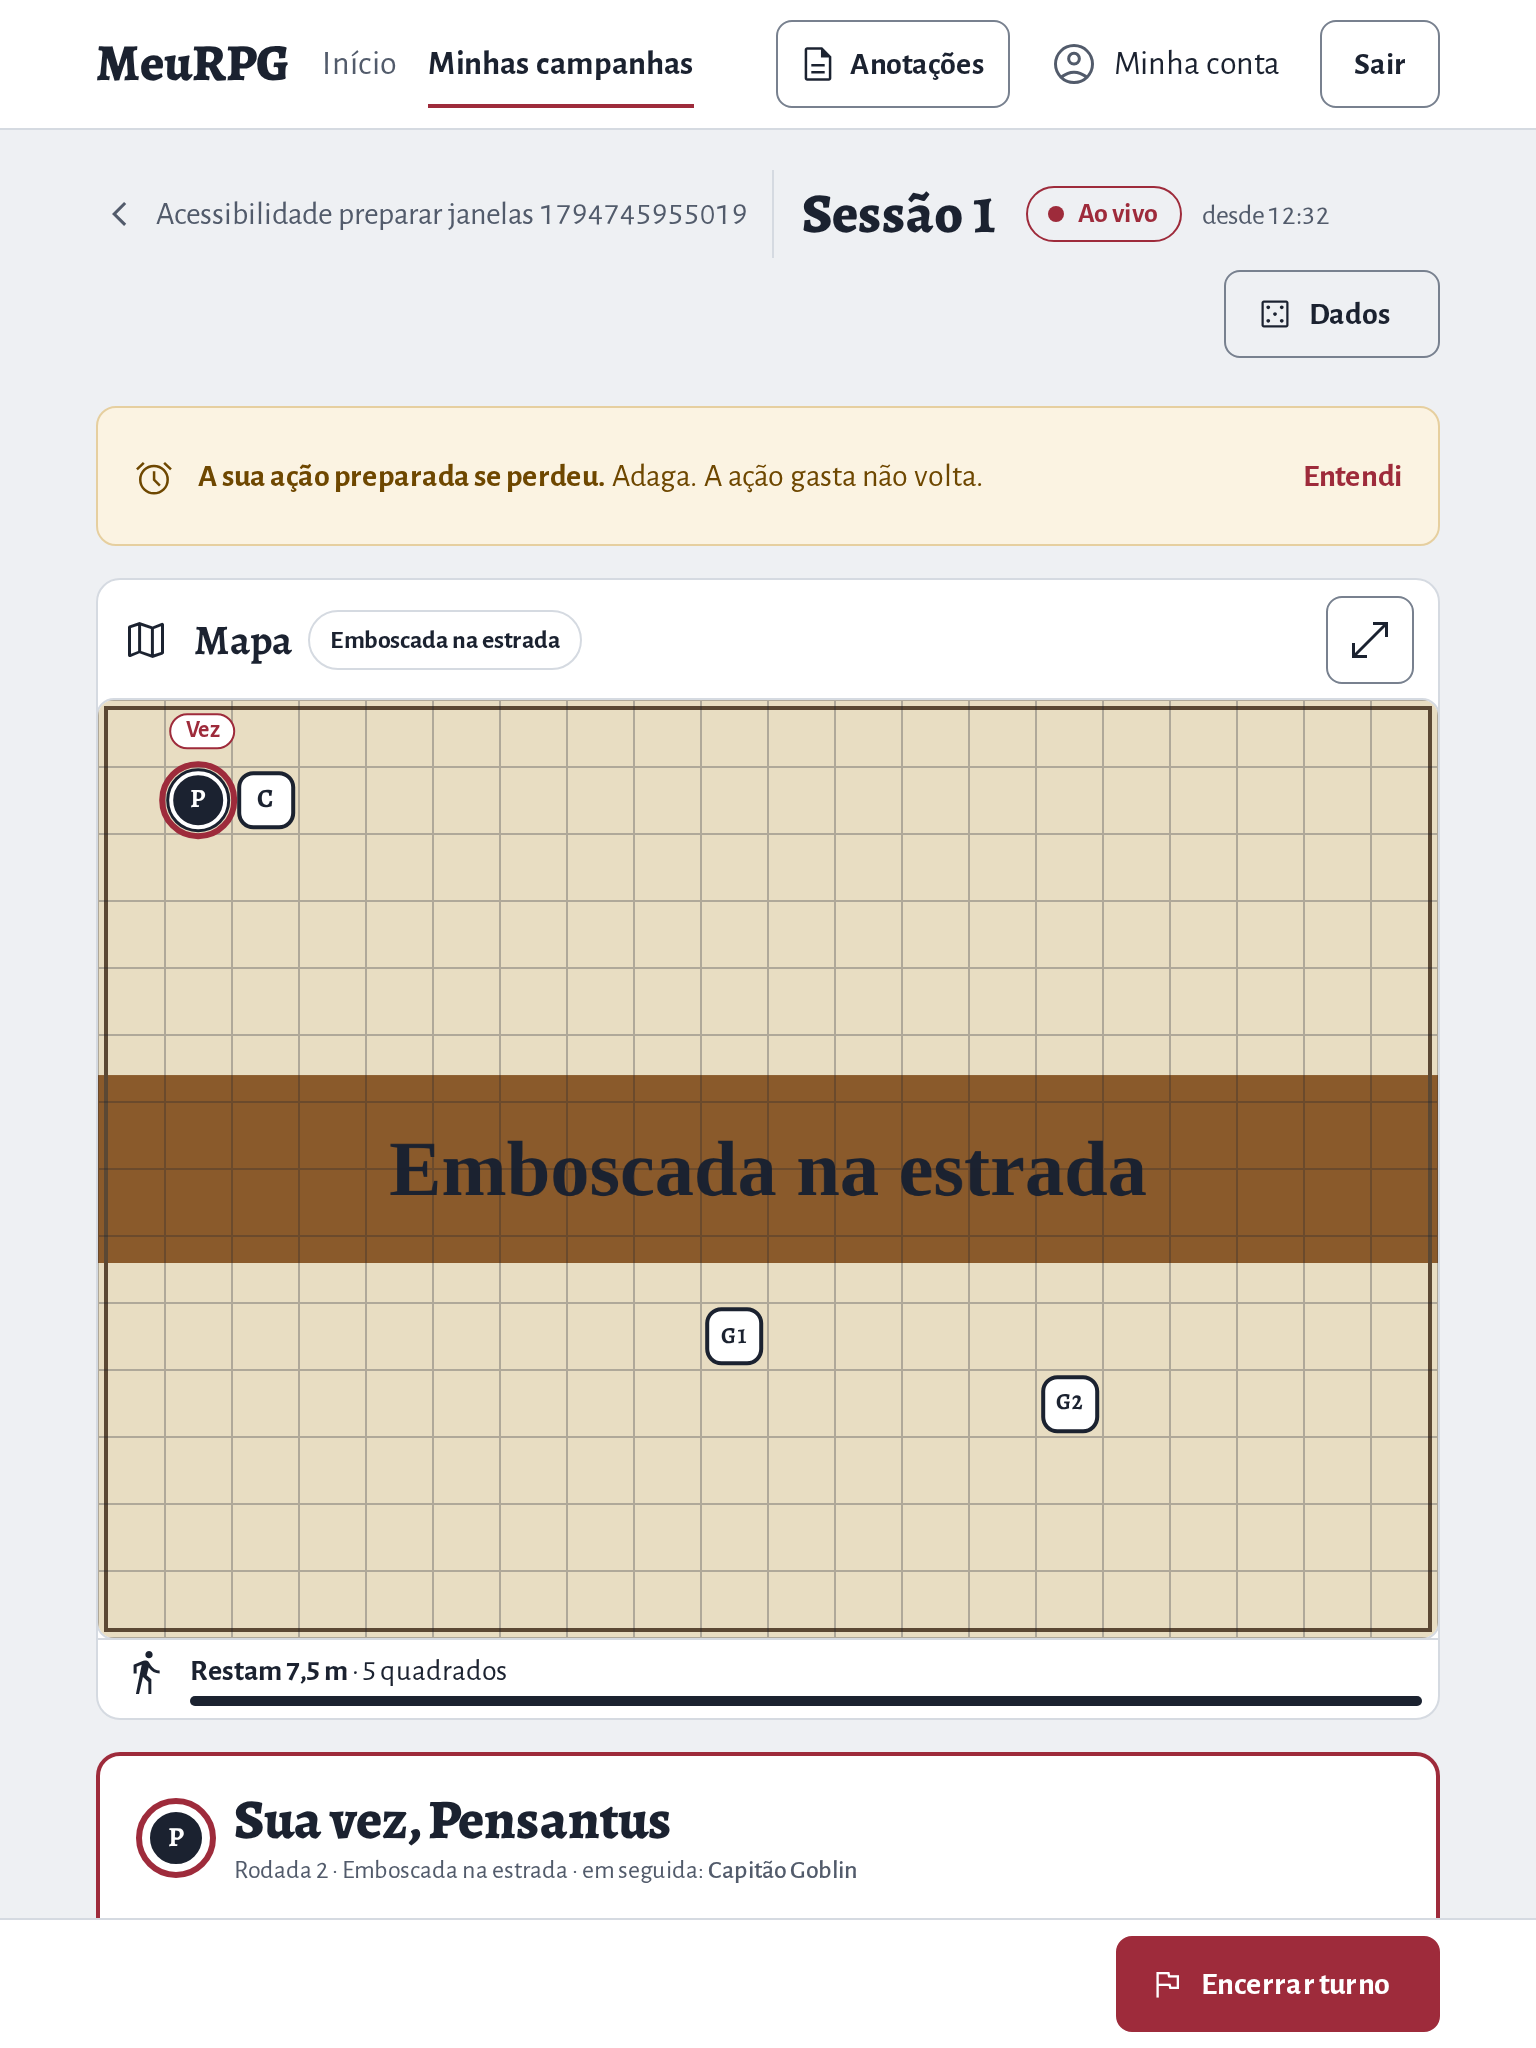 MeuRPG Início Minhas campanhas Anotações Minha conta Sair
Acessibilidade preparar janelas 1794745955019 Sessão 1 Ao vivo desde 12:32
Dados
A sua ação preparada se perdeu. Adaga. A ação gasta não volta. Entendi
Mapa Emboscada na estrada
Vez
P C
Emboscada na estrada
G1
G2
Restam 7,5 m · 5 quadrados
P Sua vez, Pensantus
Rodada 2 · Emboscada na estrada · em seguida: Capitão Goblin
Encerrar turno